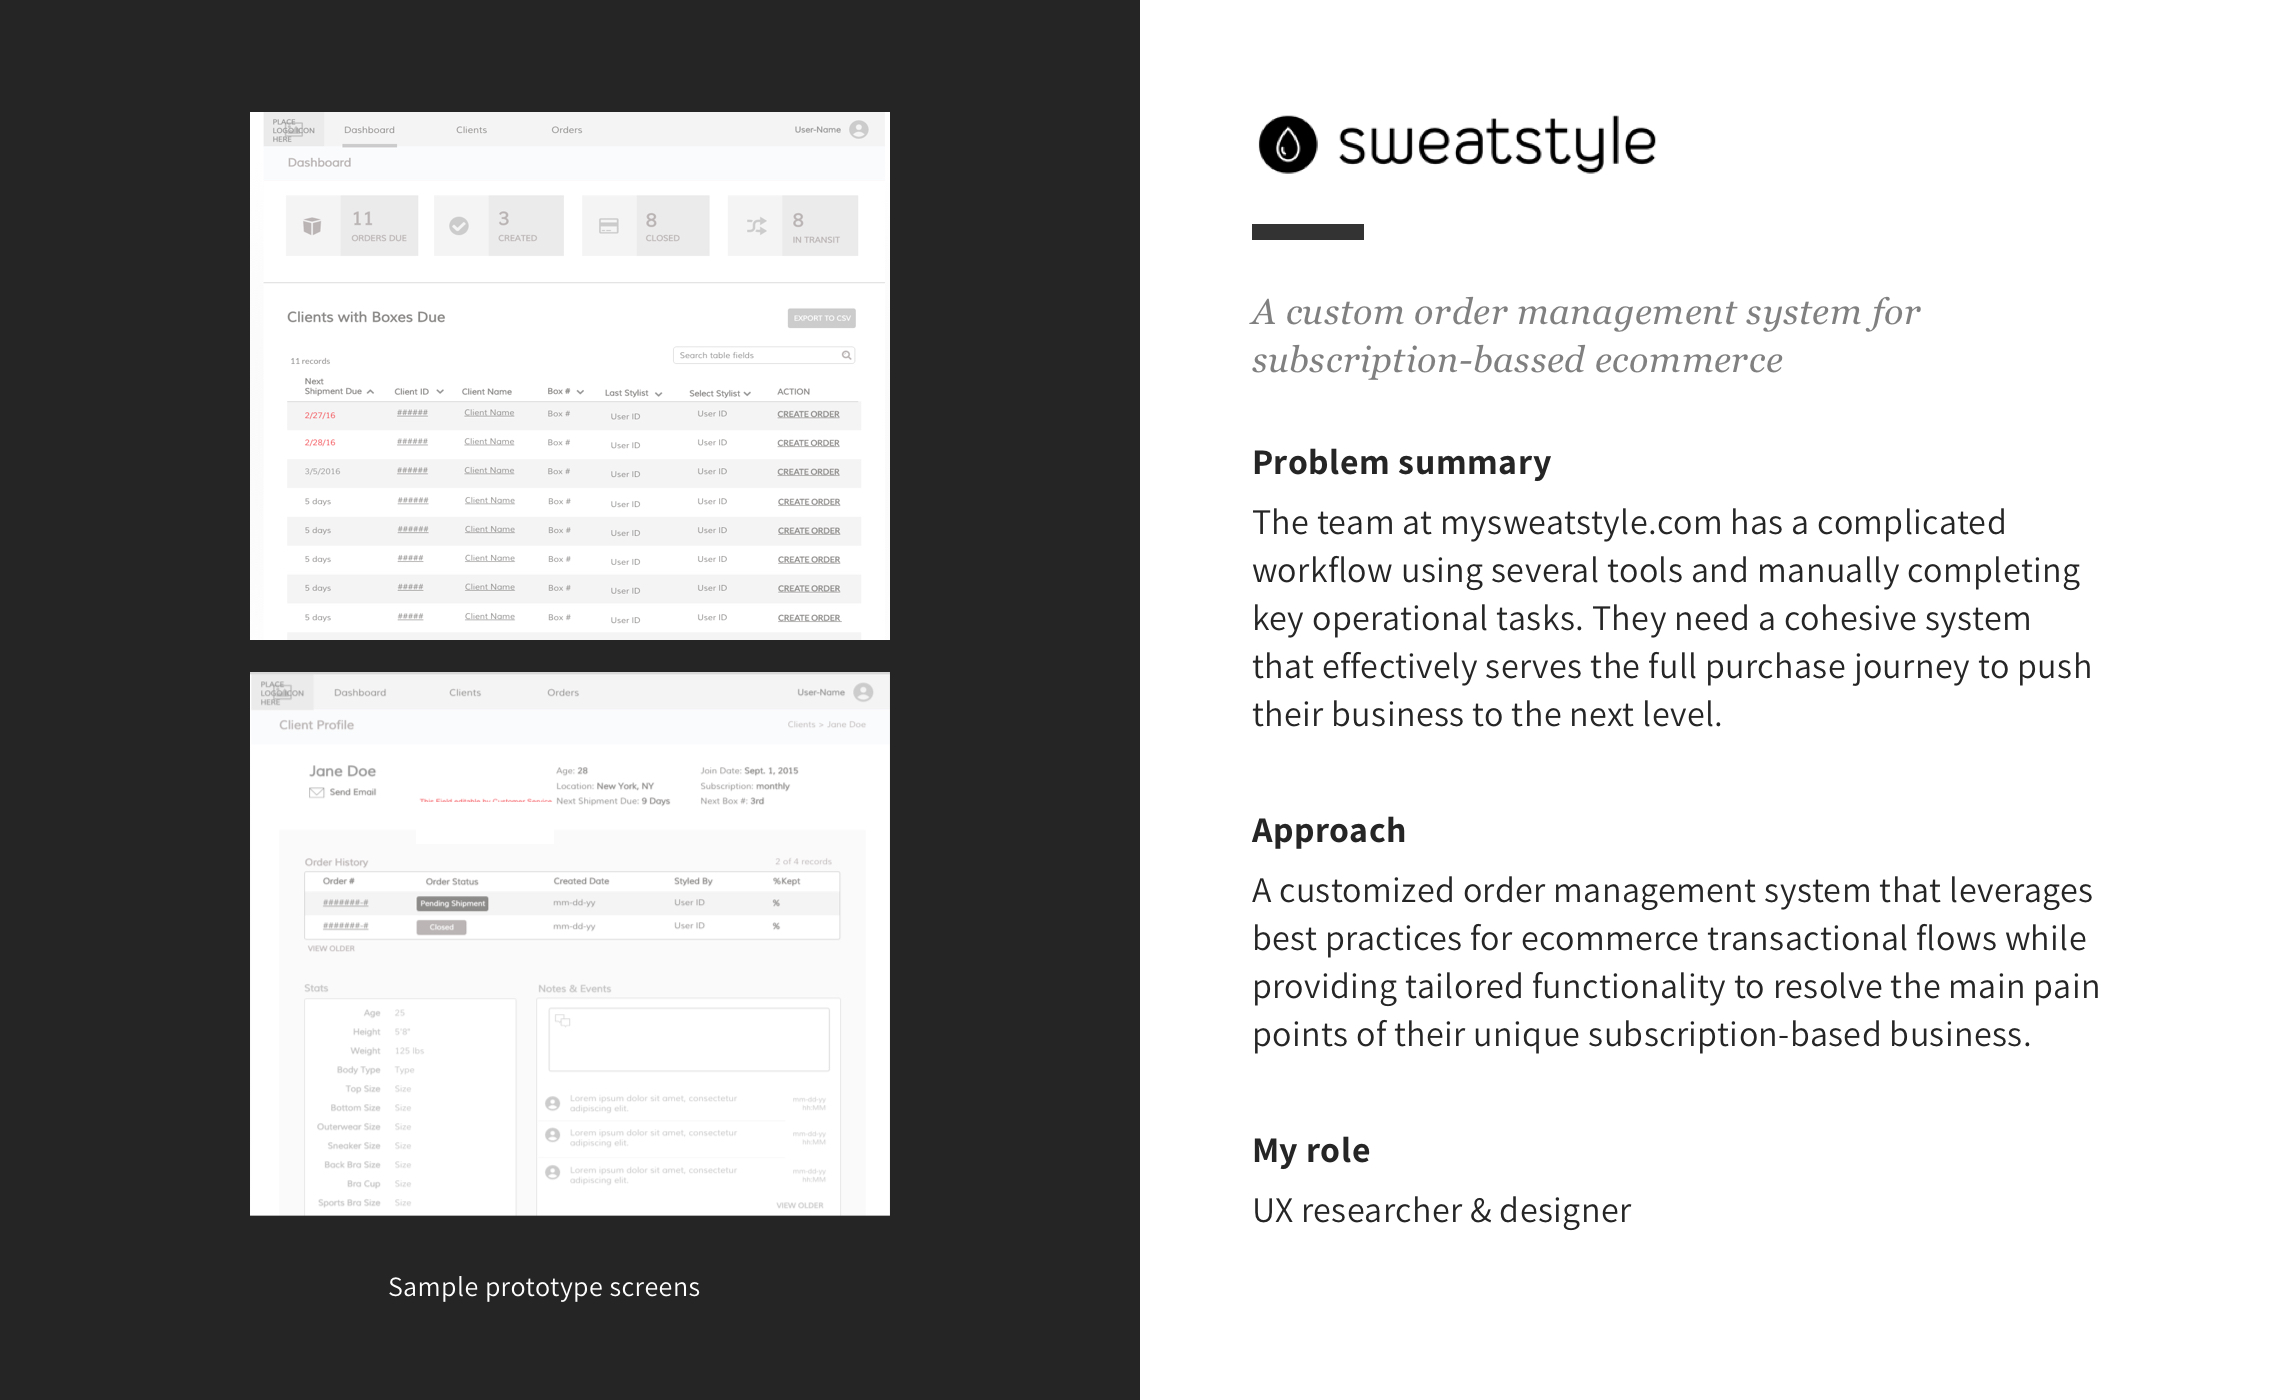 PLACE
LOGO/ICON
HERE
Dashboard Clients Orders User-Name
Dashboard
11
ORDERS DUE
3
CREATED
8
CLOSED
8
IN TRANSIT
Clients with Boxes Due
EXPORT TO CSV
Search table fields
11 records
Next
Shipment Due Client ID Client Name Box # Last Stylist Select Stylist ACTION
2/27/16 ###### Client Name Box # User ID User ID CREATE ORDER
2/28/16 ###### Client Name Box # User ID User ID CREATE ORDER
3/5/2016 ###### Client Name Box # User ID User ID CREATE ORDER
5 days ###### Client Name Box # User ID User ID CREATE ORDER
5 days ###### Client Name Box # User ID User ID CREATE ORDER
5 days ##### Client Name Box # User ID User ID CREATE ORDER
5 days ##### Client Name Box # User ID User ID CREATE ORDER
5 days ##### Client Name Box # User ID User ID CREATE ORDER
PLACE
LOGO/ICON
HERE
Dashboard Clients Orders User-Name
Client Profile Clients > Jane Doe
Jane Doe
Send Email
This Field editable by Customer Service
Age: 28
Location: New York, NY
Next Shipment Due: 9 Days
Join Date: Sept. 1, 2015
Subscription: monthly
Next Box #: 3rd
Order History 2 of 4 records
Order # Order Status Created Date Styled By %Kept
#######-# Pending Shipment mm-dd-yy User ID %
#######-# Closed mm-dd-yy User ID %
VIEW OLDER
Stats
Age 25
Height 5'8"
Weight 125 lbs
Body Type Type
Top Size Size
Bottom Size Size
Outerwear Size Size
Sneaker Size Size
Back Bra Size Size
Bra Cup Size
Sports Bra Size Size
Notes & Events
Lorem ipsum dolor sit amet, consectetur
adipiscing elit.
mm-dd-yy
hh:MM
Lorem ipsum dolor sit amet, consectetur
adipiscing elit.
mm-dd-yy
hh:MM
Lorem ipsum dolor sit amet, consectetur
adipiscing elit.
mm-dd-yy
hh:MM
VIEW OLDER
Sample prototype screens
sweatstyle
A custom order management system for
subscription-bassed ecommerce
Problem summary
The team at mysweatstyle.com has a complicated
workflow using several tools and manually completing
key operational tasks. They need a cohesive system
that effectively serves the full purchase journey to push
their business to the next level.
Approach
A customized order management system that leverages
best practices for ecommerce transactional flows while
providing tailored functionality to resolve the main pain
points of their unique subscription-based business.
My role
UX researcher & designer